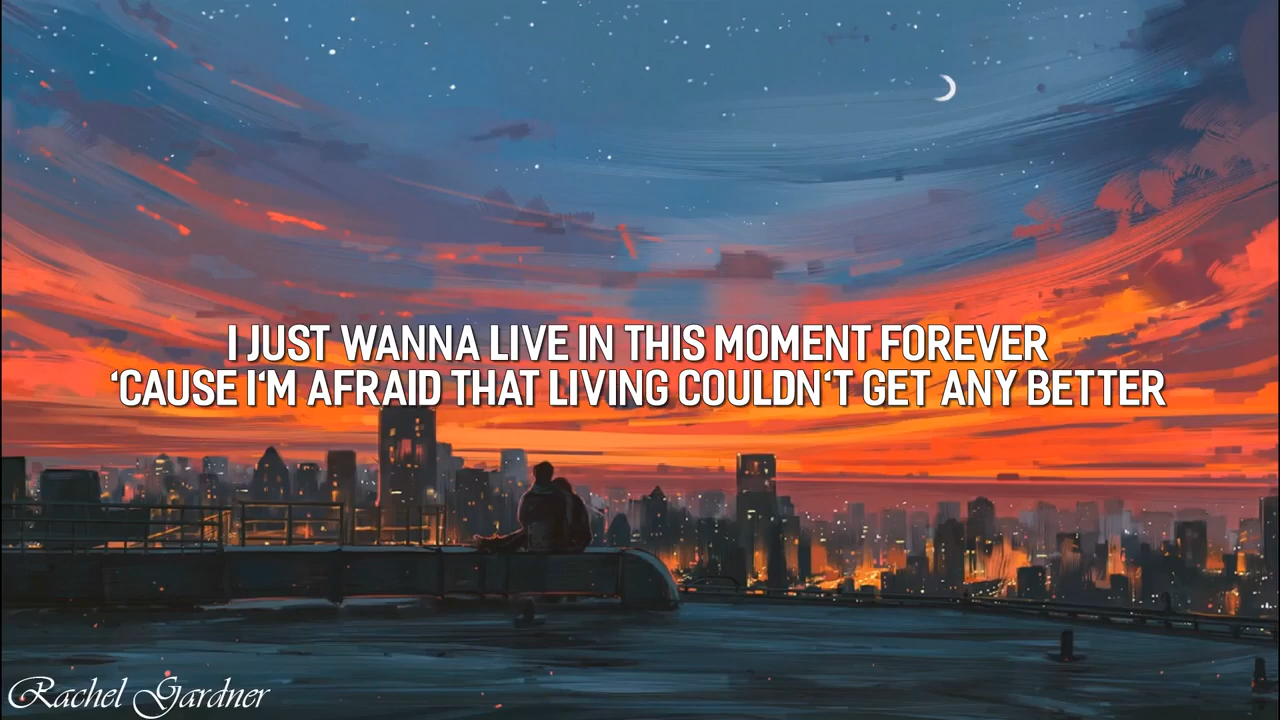 I JUST WANNA LIVE IN THIS MOMENT FOREVER
‘CAUSE I‘M AFRAID THAT LIVING COULDN‘T GET ANY BETTER
Rachel Gardner